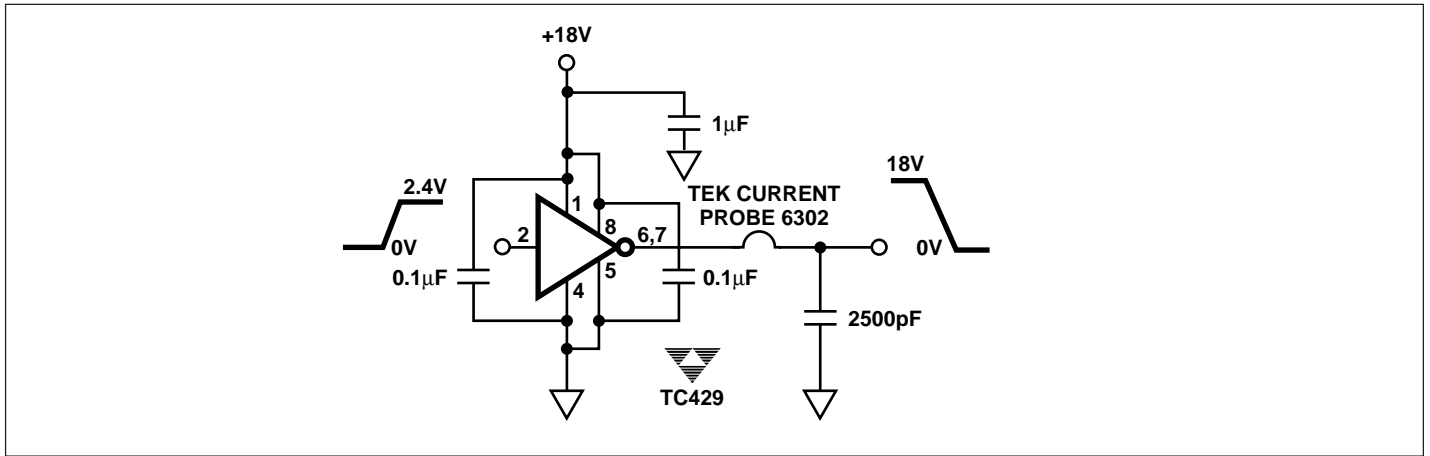 +18V
1µF
18V
TEK CURRENT
PROBE 6302
2.4V
1
8
2
6,7
0V
0V
5
0.1µF
0.1µF
4
2500pF
TC429